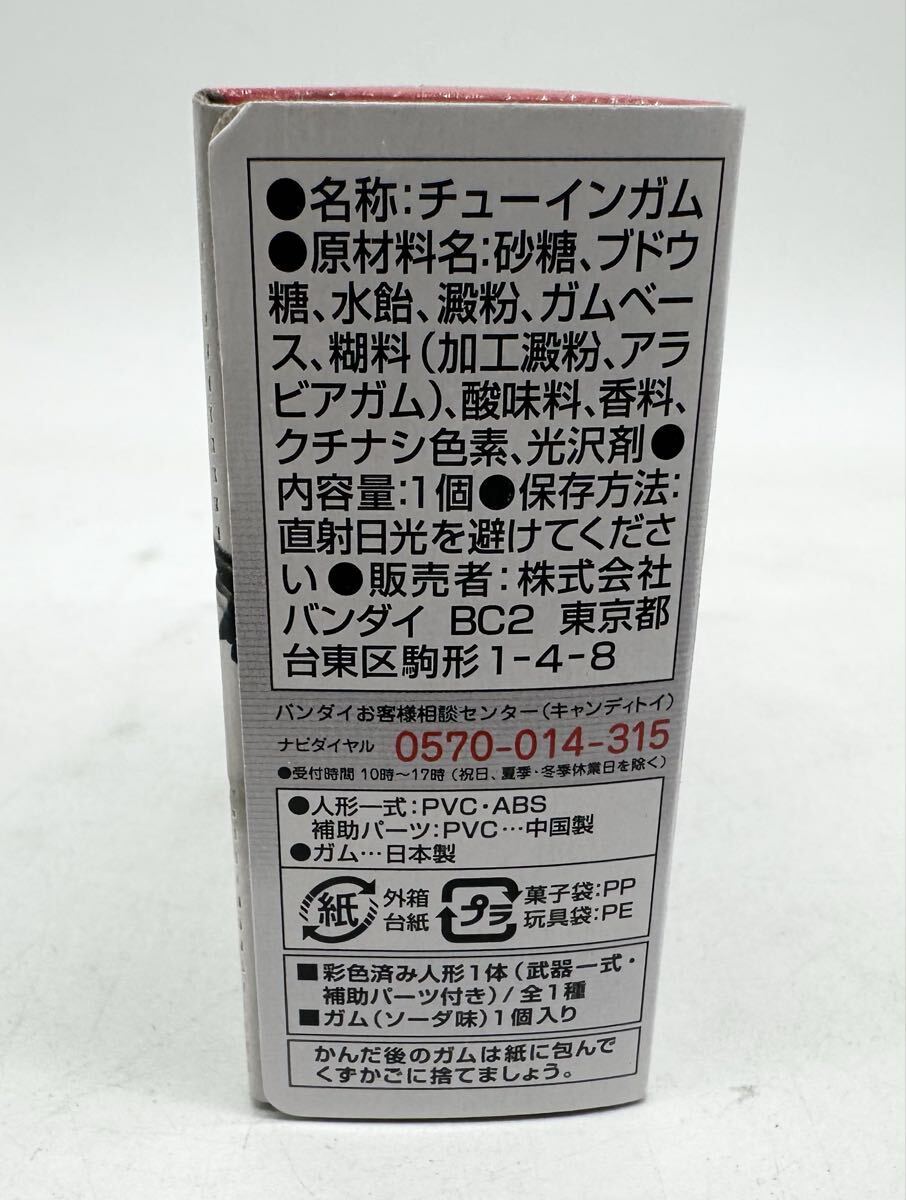 ●名称:チューインガム
●原材料名:砂糖、ブドウ
糖、水飴、澱粉、ガムベー
ス、糊料(加工澱粉、アラ
ビアガム)、酸味料、香料、
クチナシ色素、光沢剤●
内容量:1個●保存方法:
直射日光を避けてくださ
い●販売者:株式会社
バンダイ BC2 東京都
台東区駒形1-4-8
バンダイお客様相談センター(キャンディトイ)
ナビダイヤル 0570-014-315
●受付時間 10時〜17時(祝日、夏季・冬季休業日を除く)
●人形一式:PVC・ABS
補助パーツ:PVC…中国製
●ガム…日本製
紙 外箱
台紙
プラ 菓子袋:PP
玩具袋:PE
■彩色済み人形1体(武器一式・
補助パーツ付き)/全1種
■ガム(ソーダ味)1個入り
かんだ後のガムは紙に包んで
くずかごに捨てましょう。